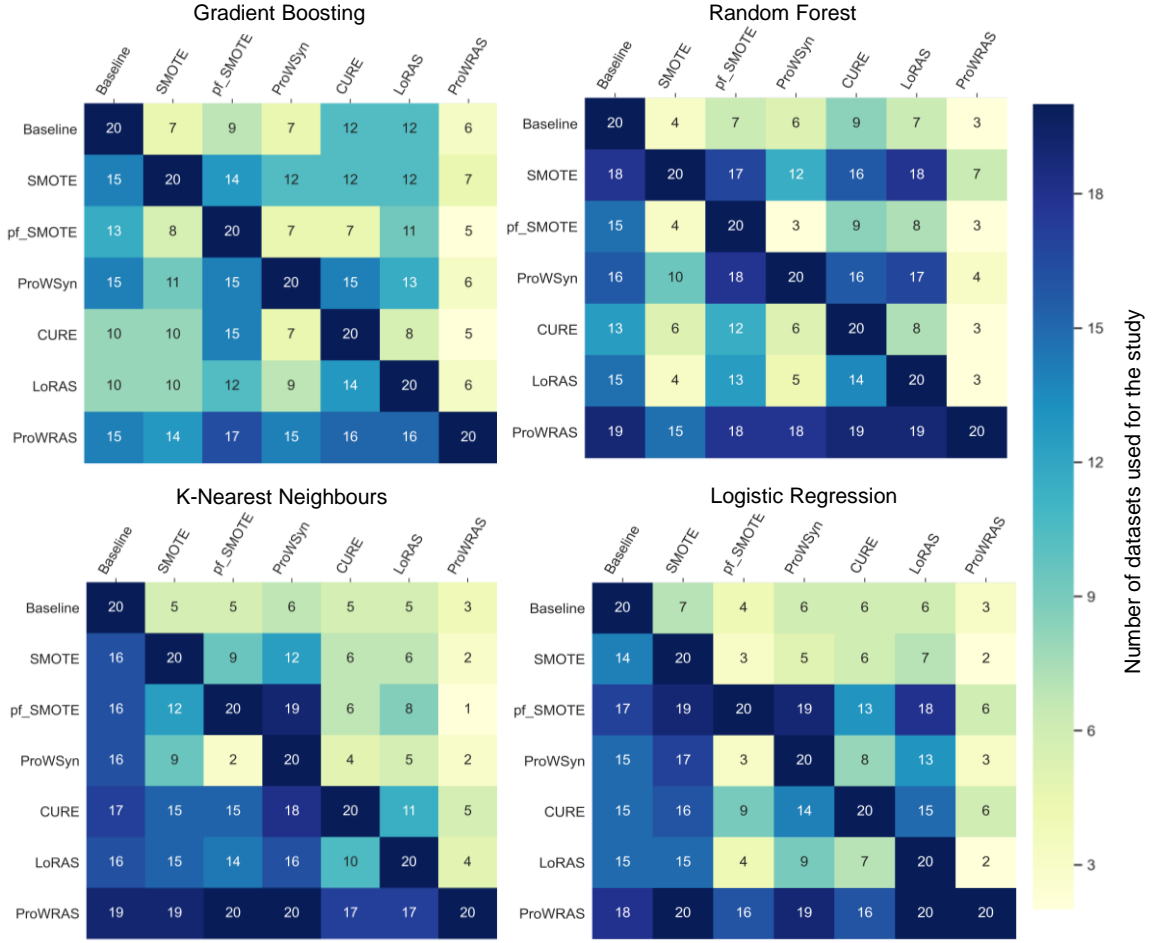 Gradient Boosting
Baseline SMOTE pf_SMOTE ProWSyn CURE LoRAS ProWRAS
Baseline 20 7 9 7 12 12 6
SMOTE 15 20 14 12 12 12 7
pf_SMOTE 13 8 20 7 7 11 5
ProWSyn 15 11 15 20 15 13 6
CURE 10 10 15 7 20 8 5
LoRAS 10 10 12 9 14 20 6
ProWRAS 15 14 17 15 16 16 20
Random Forest
Baseline SMOTE pf_SMOTE ProWSyn CURE LoRAS ProWRAS
Baseline 20 4 7 6 9 7 3
SMOTE 18 20 17 12 16 18 7
pf_SMOTE 15 4 20 3 9 8 3
ProWSyn 16 10 18 20 16 17 4
CURE 13 6 12 6 20 8 3
LoRAS 15 4 13 5 14 20 3
ProWRAS 19 15 18 18 19 19 20
K-Nearest Neighbours
Baseline SMOTE pf_SMOTE ProWSyn CURE LoRAS ProWRAS
Baseline 20 5 5 6 5 5 3
SMOTE 16 20 9 12 6 6 2
pf_SMOTE 16 12 20 19 6 8 1
ProWSyn 16 9 2 20 4 5 2
CURE 17 15 15 18 20 11 5
LoRAS 16 15 14 16 10 20 4
ProWRAS 19 19 20 20 17 17 20
Logistic Regression
Baseline SMOTE pf_SMOTE ProWSyn CURE LoRAS ProWRAS
Baseline 20 7 4 6 6 6 3
SMOTE 14 20 3 5 6 7 2
pf_SMOTE 17 19 20 19 13 18 6
ProWSyn 15 17 3 20 8 13 3
CURE 15 16 9 14 20 15 6
LoRAS 15 15 4 9 7 20 2
ProWRAS 18 20 16 19 16 20 20
18
15
12
9
6
3
Number of datasets used for the study